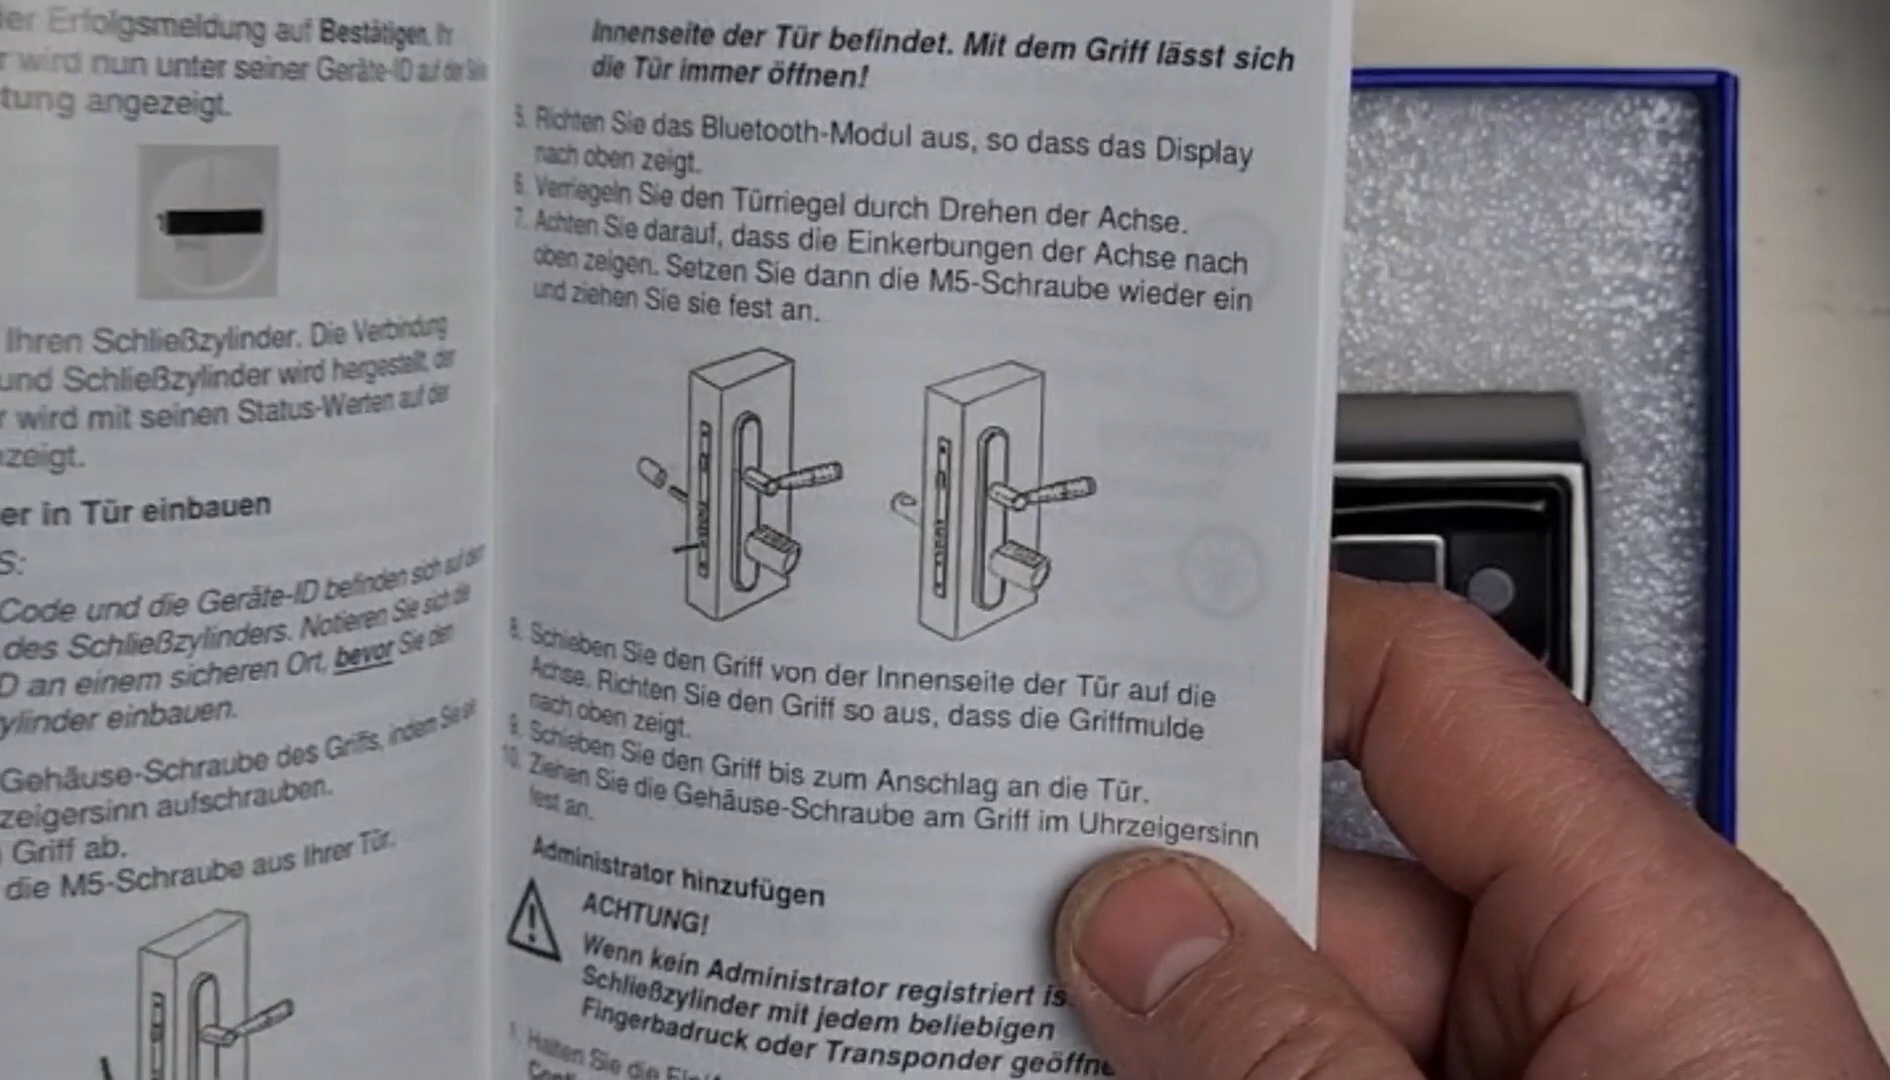 er Erfolgsmeldung auf Bestätigen. Ihr
r wird nun unter seiner Geräte-ID auf der Seite
tung angezeigt.
Ihren Schließzylinder. Die Verbindung
und Schließzylinder wird hergestellt, der
r wird mit seinen Status-Werten auf der
zeigt.
er in Tür einbauen
S:
Code und die Geräte-ID befinden sich auf dem
des Schließzylinders. Notieren Sie sich die
D an einem sicheren Ort, bevor Sie den
ylinder einbauen.
Gehäuse-Schraube des Griffs, indem Sie sie
zeigersinn aufschrauben.
Griff ab.
die M5-Schraube aus Ihrer Tür.
Innenseite der Tür befindet. Mit dem Griff lässt sich
die Tür immer öffnen!
5. Richten Sie das Bluetooth-Modul aus, so dass das Display
nach oben zeigt.
6. Verriegeln Sie den Türriegel durch Drehen der Achse.
7. Achten Sie darauf, dass die Einkerbungen der Achse nach
oben zeigen. Setzen Sie dann die M5-Schraube wieder ein
und ziehen Sie sie fest an.
8. Schieben Sie den Griff von der Innenseite der Tür auf die
Achse. Richten Sie den Griff so aus, dass die Griffmulde
nach oben zeigt.
9. Schieben Sie den Griff bis zum Anschlag an die Tür.
10. Ziehen Sie die Gehäuse-Schraube am Griff im Uhrzeigersinn
fest an.
Administrator hinzufügen
ACHTUNG!
Wenn kein Administrator registriert is
Schließzylinder mit jedem beliebigen
Fingerbadruck oder Transponder geöffne
1. Halten Sie die